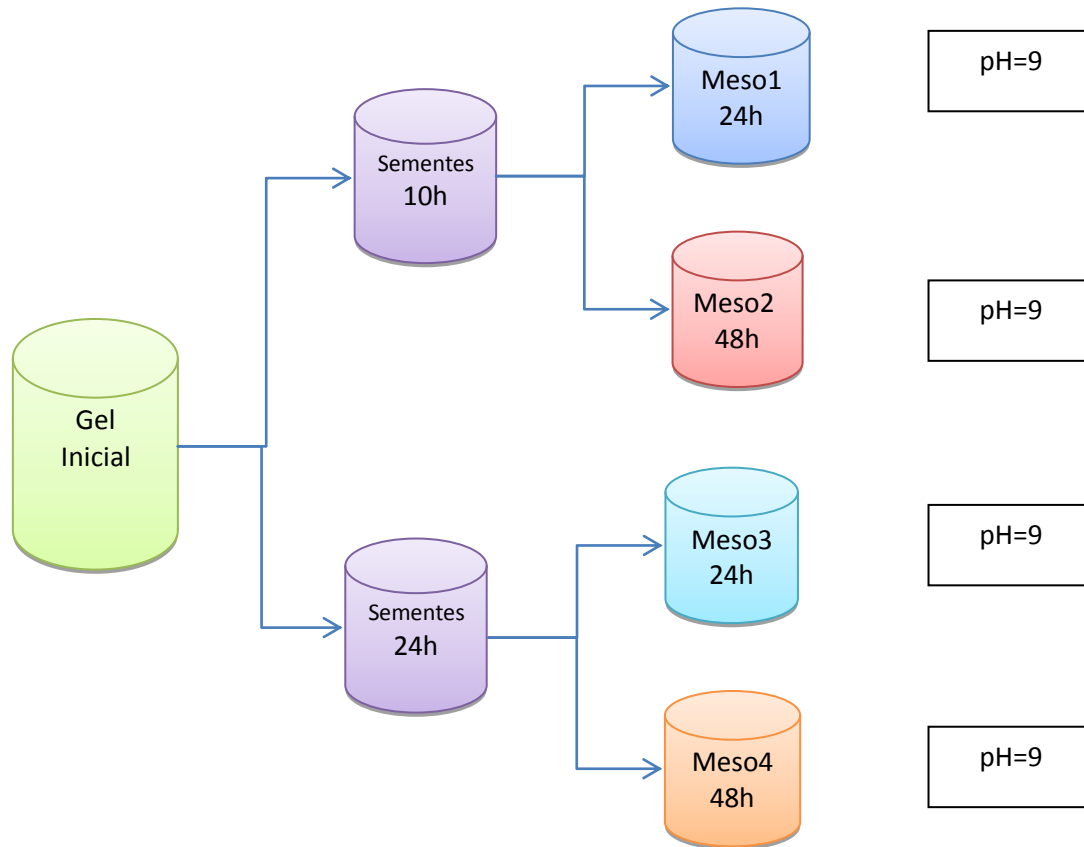 Gel
Inicial
Sementes
10h
Sementes
24h
Meso1
24h
Meso2
48h
Meso3
24h
Meso4
48h
pH=9
pH=9
pH=9
pH=9